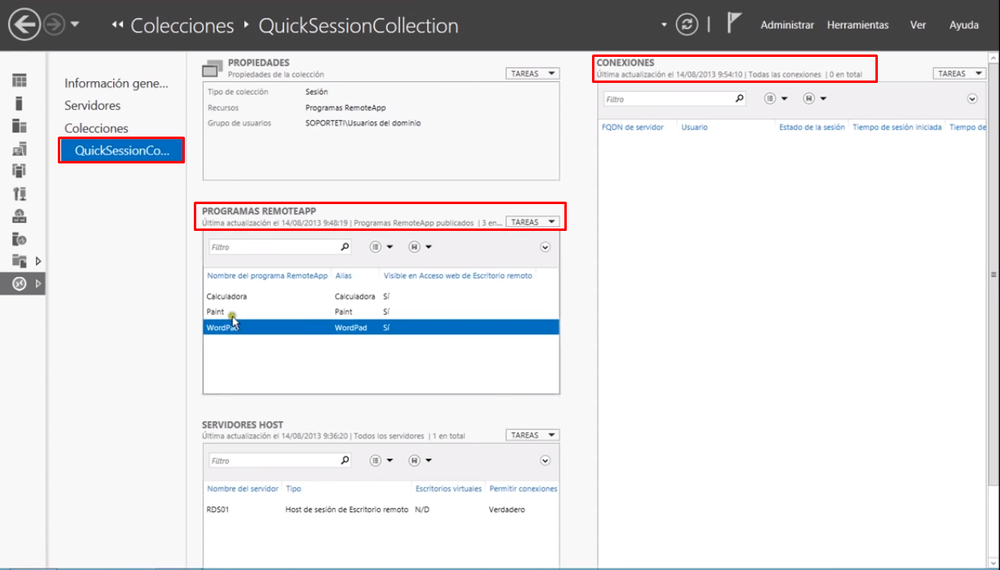 Colecciones QuickSessionCollection
Administrar Herramientas Ver Ayuda
Información gene...
Servidores
Colecciones
QuickSessionCo...
PROPIEDADES
Propiedades de la colección
TAREAS
Tipo de colección Sesión
Recursos Programas RemoteApp
Grupo de usuarios SOPORTETI\Usuarios del dominio
PROGRAMAS REMOTEAPP
Última actualización el 14/08/2013 9:48:19 | Programas RemoteApp publicados | 3 en...
TAREAS
Filtro
Nombre del programa RemoteApp Alias Visible en Acceso web de Escritorio remoto
Calculadora Calculadora Sí
Paint Paint Sí
WordPad WordPad Sí
SERVIDORES HOST
Última actualización el 14/08/2013 9:36:20 | Todos los servidores | 1 en total
TAREAS
Filtro
Nombre del servidor Tipo Escritorios virtuales Permitir conexiones
RDS01 Host de sesión de Escritorio remoto N/D Verdadero
CONEXIONES
Última actualización el 14/08/2013 9:54:10 | Todas las conexiones | 0 en total
TAREAS
Filtro
FQDN de servidor Usuario Estado de la sesión Tiempo de sesión iniciada Tiempo de